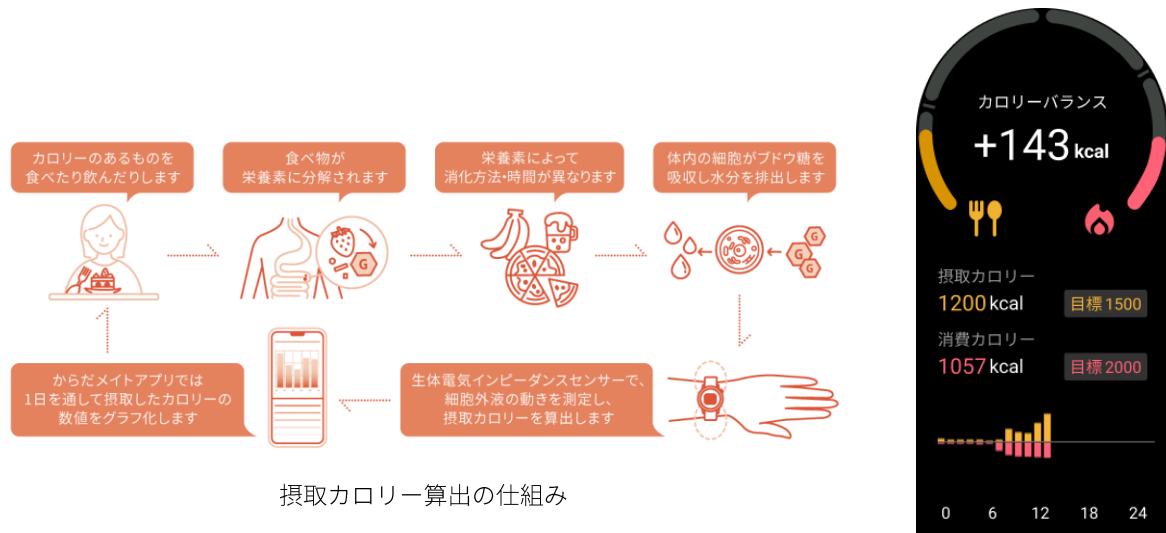 カロリーのあるものを
食べたり飲んだりします
食べ物が
栄養素に分解されます
栄養素によって
消化方法・時間が異なります
体内の細胞がブドウ糖を
吸収し水分を排出します
G
G
G
G
からだメイトアプリでは
1日を通して摂取したカロリーの
数値をグラフ化します
生体電気インピーダンスセンサーで、
細胞外液の動きを測定し、
摂取カロリーを算出します
摂取カロリー算出の仕組み
カロリーバランス
+143 kcal
摂取カロリー
1200 kcal 目標 1500
消費カロリー
1057 kcal 目標 2000
0 6 12 18 24